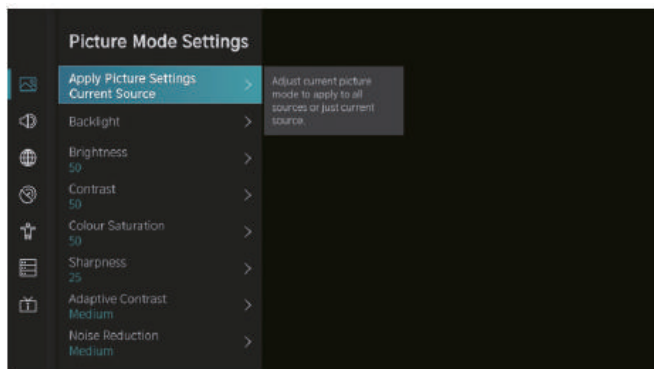 Picture Mode Settings
Apply Picture Settings
Current Source
Adjust current picture
mode to apply to all
sources or just current
source.
Backlight
Brightness
50
Contrast
50
Colour Saturation
50
Sharpness
25
Adaptive Contrast
Medium
Noise Reduction
Medium